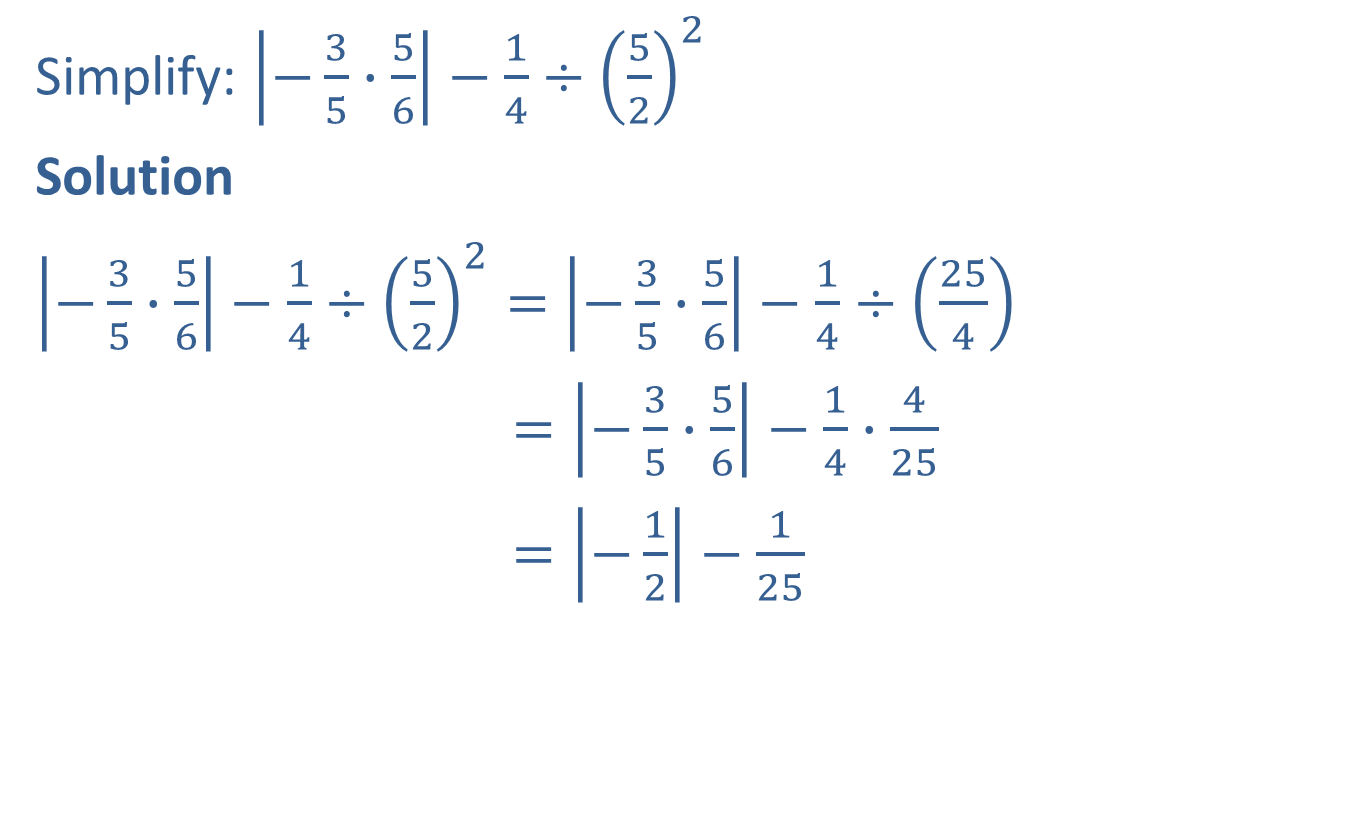 Simplify: |− 3/5 · 5/6| − 1/4 ÷ (5/2)²
Solution
|− 3/5 · 5/6| − 1/4 ÷ (5/2)² = |− 3/5 · 5/6| − 1/4 ÷ (25/4)
= |− 3/5 · 5/6| − 1/4 · 4/25
= |− 1/2| − 1/25